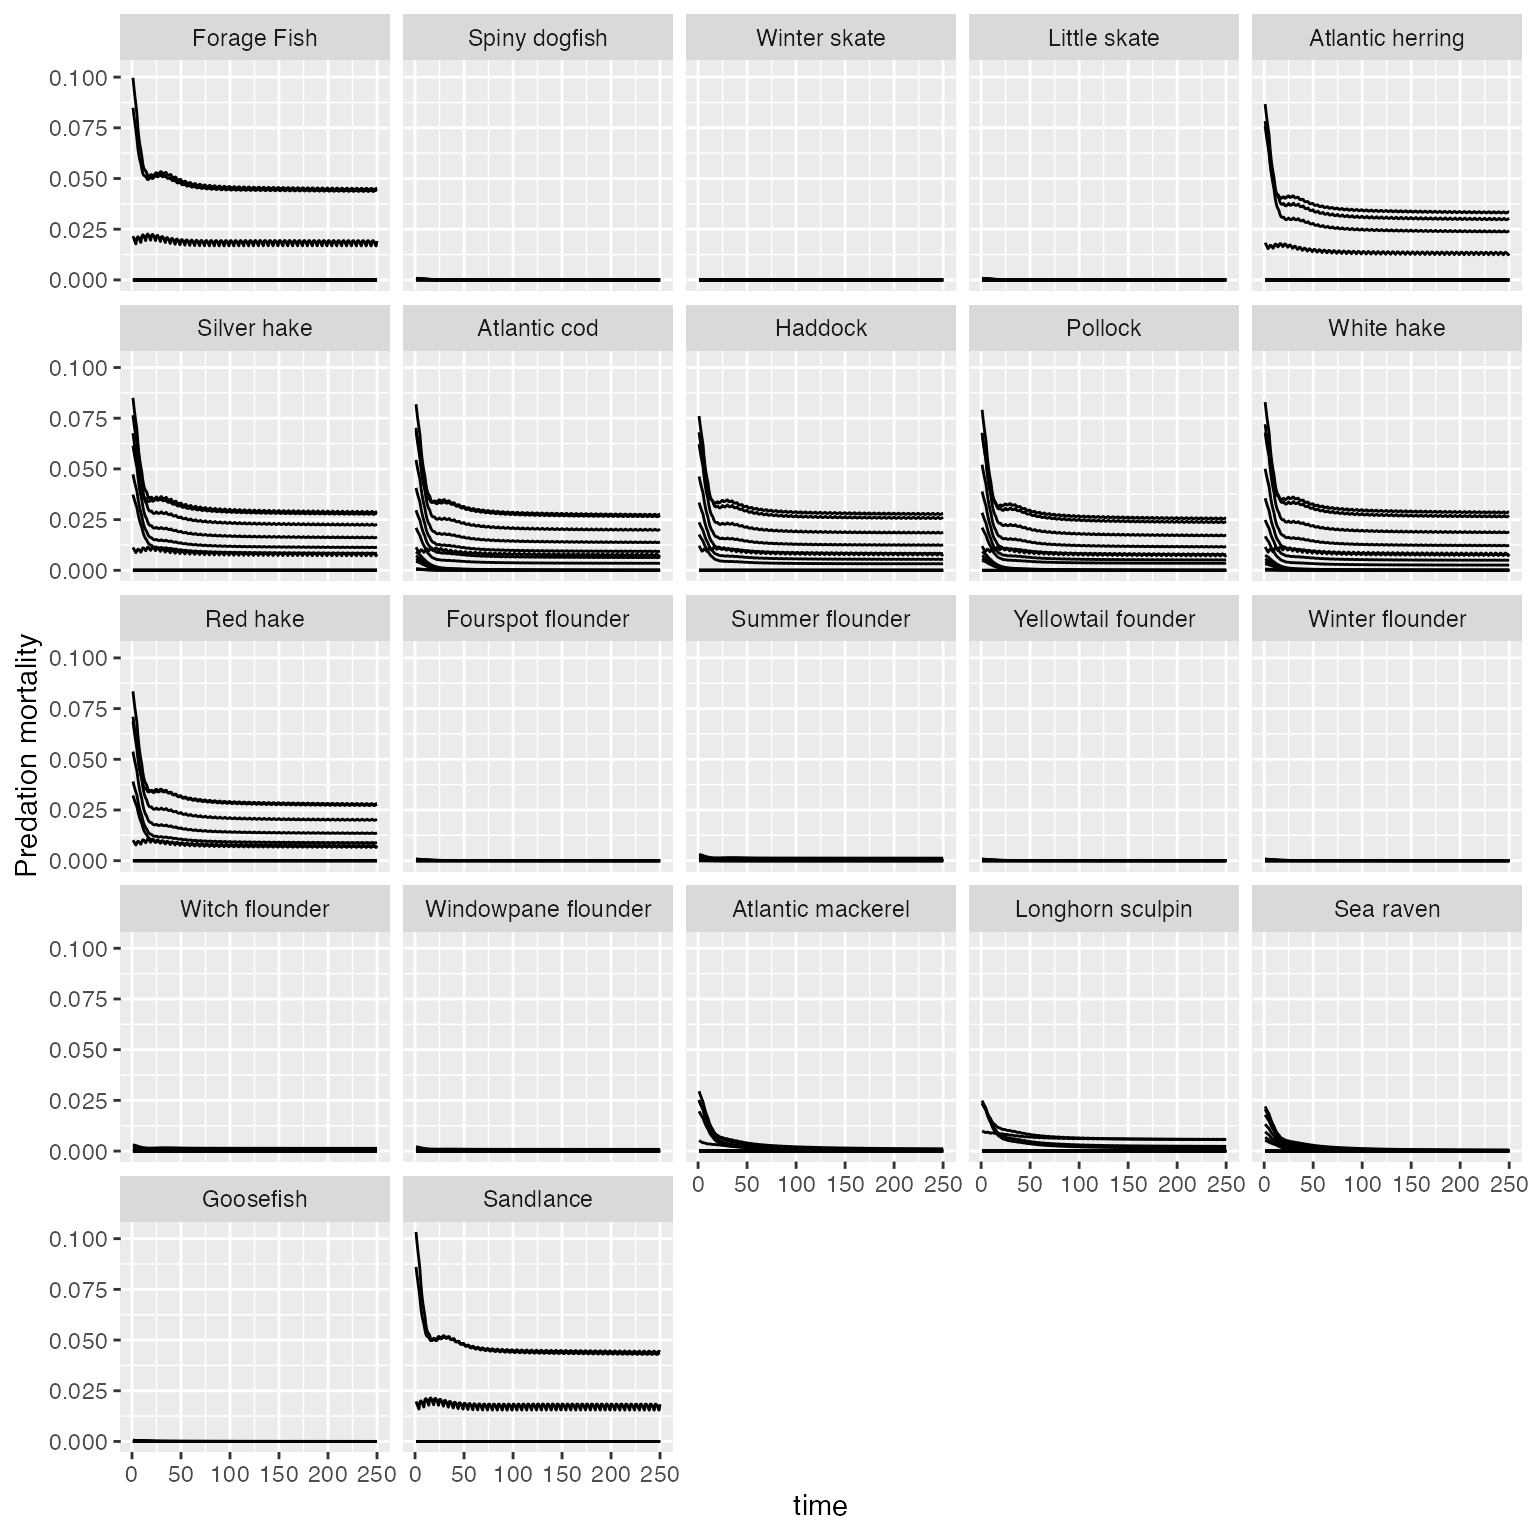 Forage Fish Spiny dogfish Winter skate Little skate Atlantic herring
0.100
0.075
0.050
0.025
0.000
Silver hake Atlantic cod Haddock Pollock White hake
0.100
0.075
0.050
0.025
0.000
Red hake Fourspot flounder Summer flounder Yellowtail founder Winter flounder
0.100
0.075
0.050
0.025
0.000
Predation mortality
Witch flounder Windowpane flounder Atlantic mackerel Longhorn sculpin Sea raven
0.100
0.075
0.050
0.025
0.000
0 50 100 150 200 250 0 50 100 150 200 250 0 50 100 150 200 250
Goosefish Sandlance
0.100
0.075
0.050
0.025
0.000
0 50 100 150 200 250 0 50 100 150 200 250
time